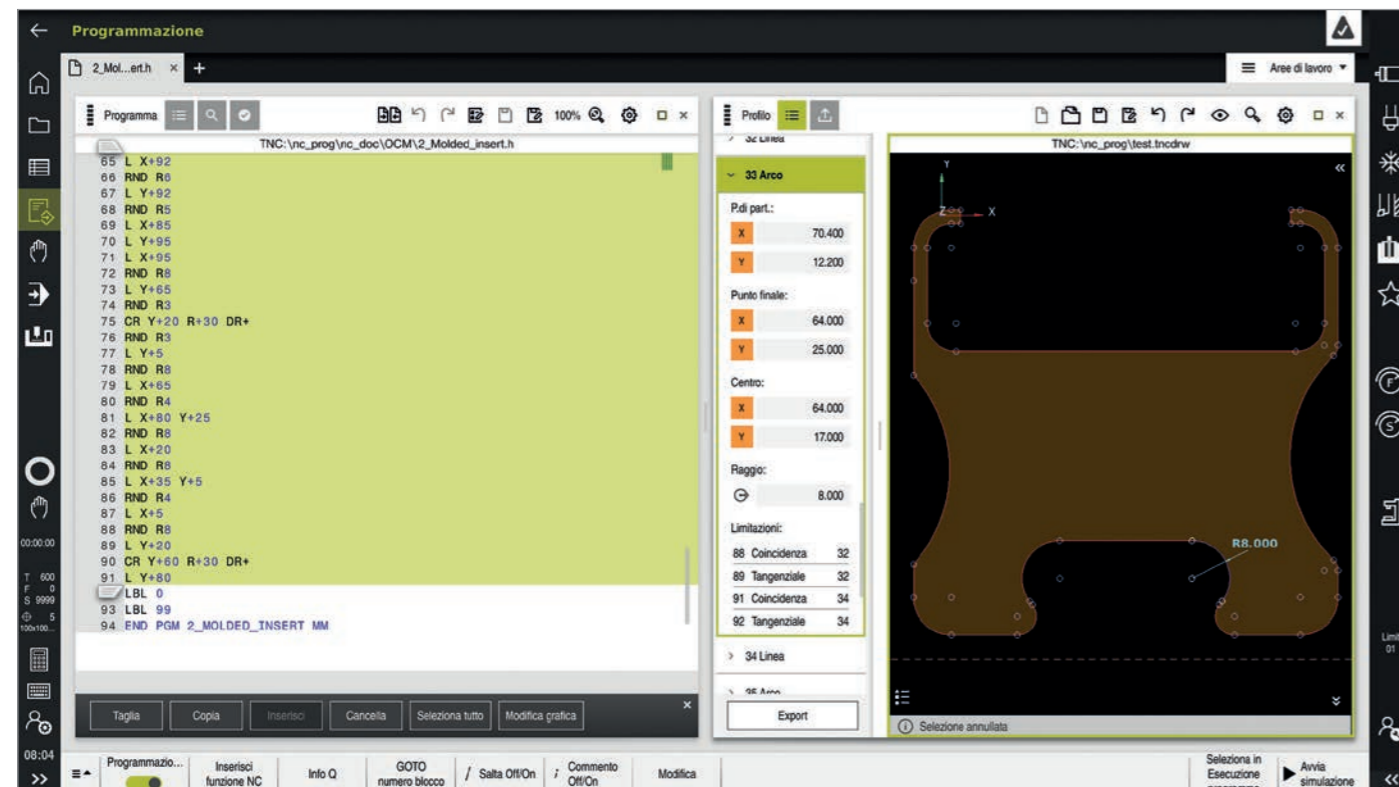 Programmazione
2_Mol...ert.h
Aree di lavoro
Programma
100%
TNC:\nc_prog\nc_doc\OCM\2_Molded_insert.h
65 L X+92
66 RND R6
67 L Y+92
68 RND R5
69 L X+85
70 L Y+95
71 L X+95
72 RND R8
73 L Y+65
74 RND R3
75 CR Y+20 R+30 DR+
76 RND R3
77 L Y+5
78 RND R8
79 L X+65
80 RND R4
81 L X+80 Y+25
82 RND R8
83 L X+20
84 RND R8
85 L X+35 Y+5
86 RND R4
87 L X+5
88 RND R8
89 L Y+20
90 CR Y+60 R+30 DR+
91 L Y+80
LBL 0
93 LBL 99
94 END PGM 2_MOLDED_INSERT MM
Taglia
Copia
Inserisci
Cancella
Seleziona tutto
Modifica grafica
Profilo
32 Linea
33 Arco
P.di part.:
X 70.400
Y 12.200
Punto finale:
X 64.000
Y 25.000
Centro:
X 64.000
Y 17.000
Raggio:
8.000
Limitazioni:
88 Coincidenza 32
89 Tangenziale 32
91 Coincidenza 34
92 Tangenziale 34
34 Linea
35 Arco
Export
TNC:\nc_prog\test.tncdrw
Y
Z X
R8.000
Selezione annullata
00:00:00
T 600
F 0
S 9999
5
100x100...
08:04
F
S
Limit
01
Programmazio...
Inserisci
funzione NC
Info Q
GOTO
numero blocco
/ Salta Off/On
; Commento
Off/On
Modifica
Seleziona in
Esecuzione
Avvia
simulazione